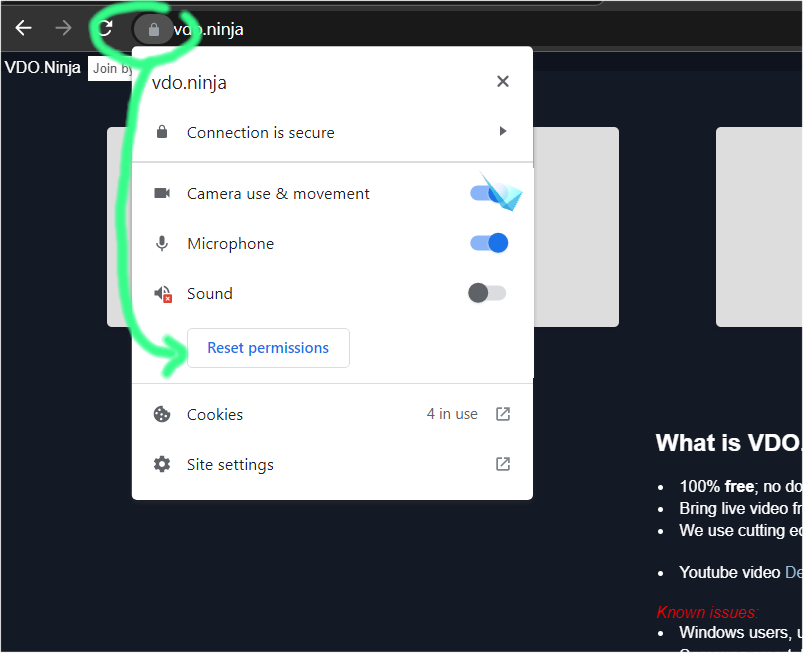 vdo.ninja
VDO.Ninja Join by
vdo.ninja
Connection is secure
Camera use & movement
Microphone
Sound
Reset permissions
Cookies 4 in use
Site settings
What is VDO.
100% free; no do
Bring live video fr
We use cutting ed
Youtube video De
Known issues:
Windows users, u